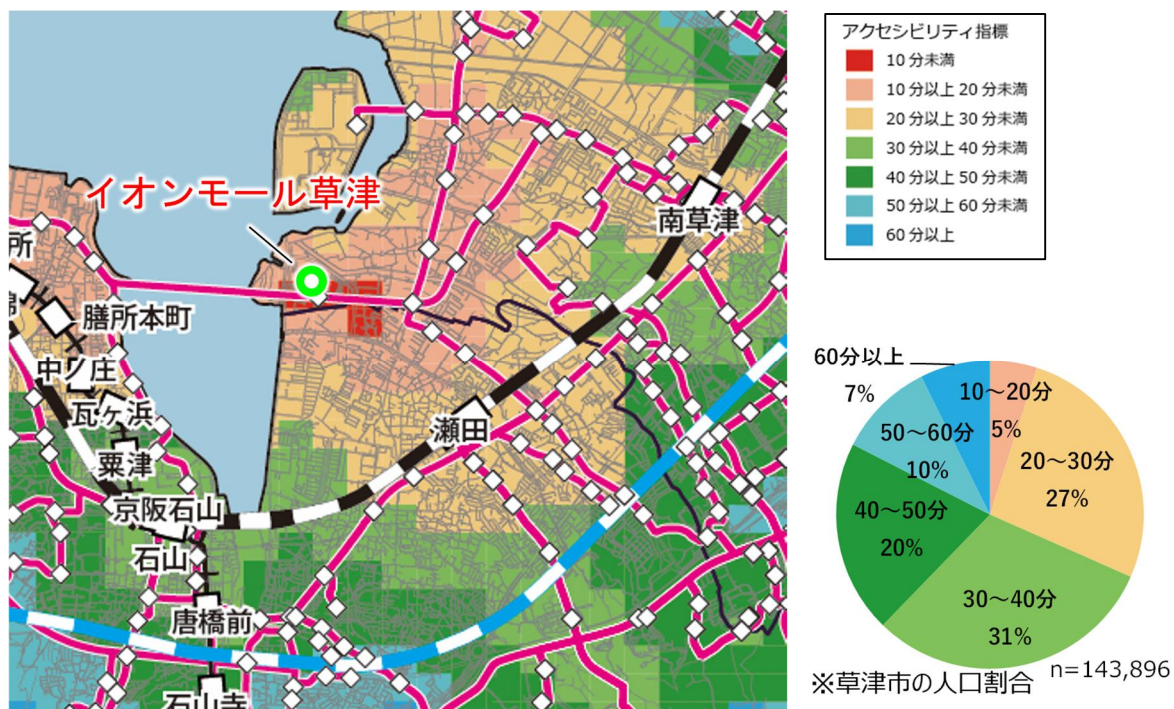 イオンモール草津
南草津
所
錦
膳所本町
中ノ庄
瓦ヶ浜
粟津
瀬田
京阪石山
石山
唐橋前
石山寺
アクセシビリティ指標
10分未満
10分以上20分未満
20分以上30分未満
30分以上40分未満
40分以上50分未満
50分以上60分未満
60分以上
60分以上
7%
10～20分
5%
20～30分
27%
30～40分
31%
40～50分
20%
50～60分
10%
※草津市の人口割合
n=143,896